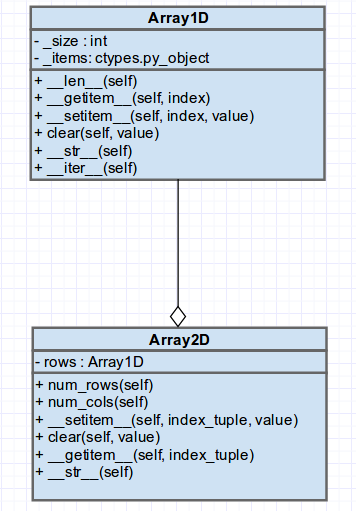 Array1D
- _size : int
- _items: ctypes.py_object
+ __len__(self)
+ __getitem__(self, index)
+ __setitem__(self, index, value)
+ clear(self, value)
+ __str__(self)
+ __iter__(self)
Array2D
- rows : Array1D
+ num_rows(self)
+ num_cols(self)
+ __setitem__(self, index_tuple, value)
+ clear(self, value)
+ __getitem__(self, index_tuple)
+ __str__(self)